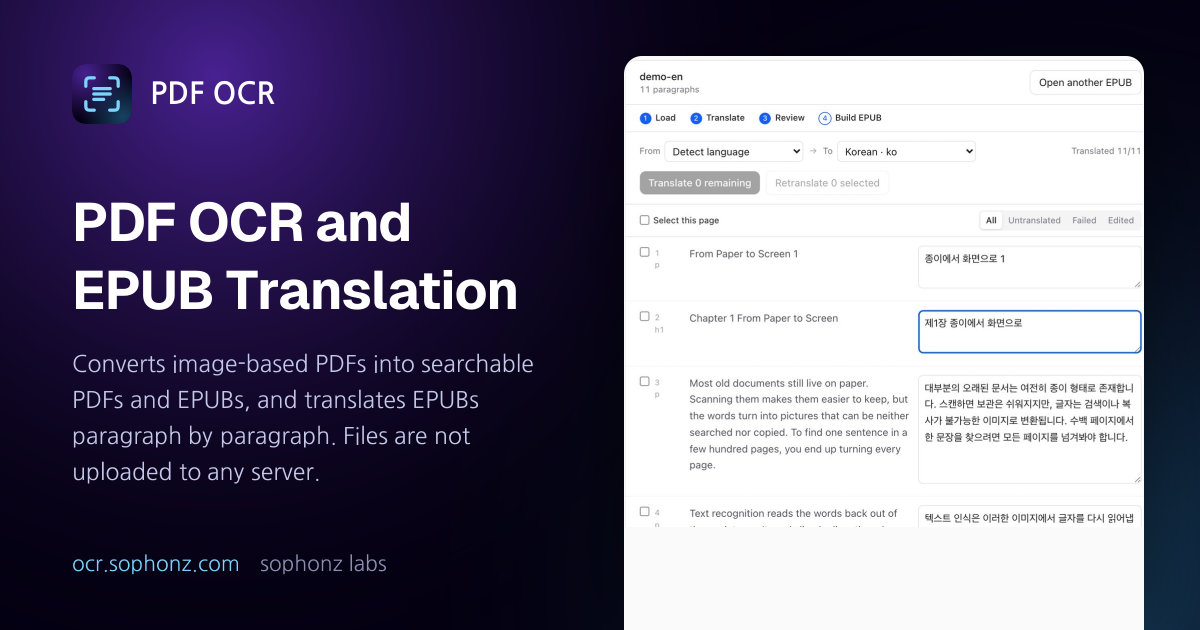 PDF OCR
PDF OCR and
EPUB Translation
Converts image-based PDFs into searchable
PDFs and EPUBs, and translates EPUBs
paragraph by paragraph. Files are not
uploaded to any server.
ocr.sophonz.com sophonz labs
demo-en
11 paragraphs
Open another EPUB
1 Load 2 Translate 3 Review 4 Build EPUB
From Detect language → To Korean · ko Translated 11/11
Translate 0 remaining Retranslate 0 selected
Select this page All Untranslated Failed Edited
1
p
From Paper to Screen 1
종이에서 화면으로 1
2
h1
Chapter 1 From Paper to Screen
제1장 종이에서 화면으로
3
p
Most old documents still live on paper.
Scanning them makes them easier to keep, but
the words turn into pictures that can be neither
searched nor copied. To find one sentence in a
few hundred pages, you end up turning every
page.
대부분의 오래된 문서는 여전히 종이 형태로 존재합니
다. 스캔하면 보관은 쉬워지지만, 글자는 검색이나 복
사가 불가능한 이미지로 변환됩니다. 수백 페이지에서
한 문장을 찾으려면 모든 페이지를 넘겨봐야 합니다.
4
p
Text recognition reads the words back out of
텍스트 인식은 이러한 이미지에서 글자를 다시 읽어냅